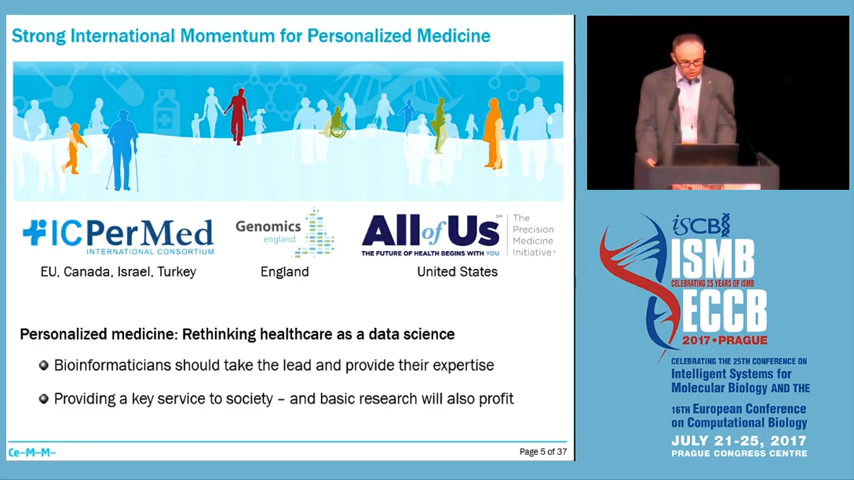 Strong International Momentum for Personalized Medicine
ICPerMed
INTERNATIONAL CONSORTIUM
EU, Canada, Israel, Turkey
Genomics
england
England
All of Us℠
THE FUTURE OF HEALTH BEGINS WITH YOU
The
Precision
Medicine
Initiative®
United States
Personalized medicine: Rethinking healthcare as a data science
Bioinformaticians should take the lead and provide their expertise
Providing a key service to society – and basic research will also profit
Ce–M–M–
Page 5 of 37
iSCB
ISMB
CELEBRATING 25 YEARS OF ISMB
ECCB
2017 • PRAGUE
CELEBRATING THE 25TH CONFERENCE ON
Intelligent Systems for
Molecular Biology AND THE
16TH European Conference
on Computational Biology
JULY 21-25, 2017
PRAGUE CONGRESS CENTRE